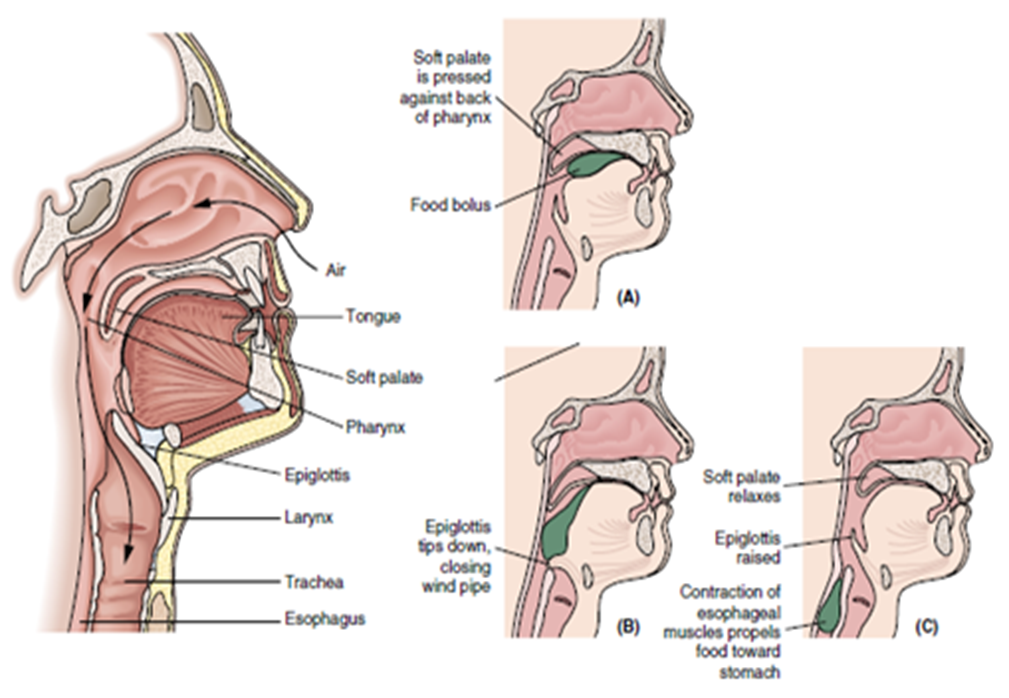 Air
Tongue
Soft palate
Pharynx
Epiglottis
Larynx
Trachea
Esophagus
Soft palate
is pressed
against back
of pharynx
Food bolus
(A)
Epiglottis
tips down,
closing
wind pipe
(B)
Soft palate
relaxes
Epiglottis
raised
Contraction of
esophageal
muscles propels
food toward
stomach
(C)